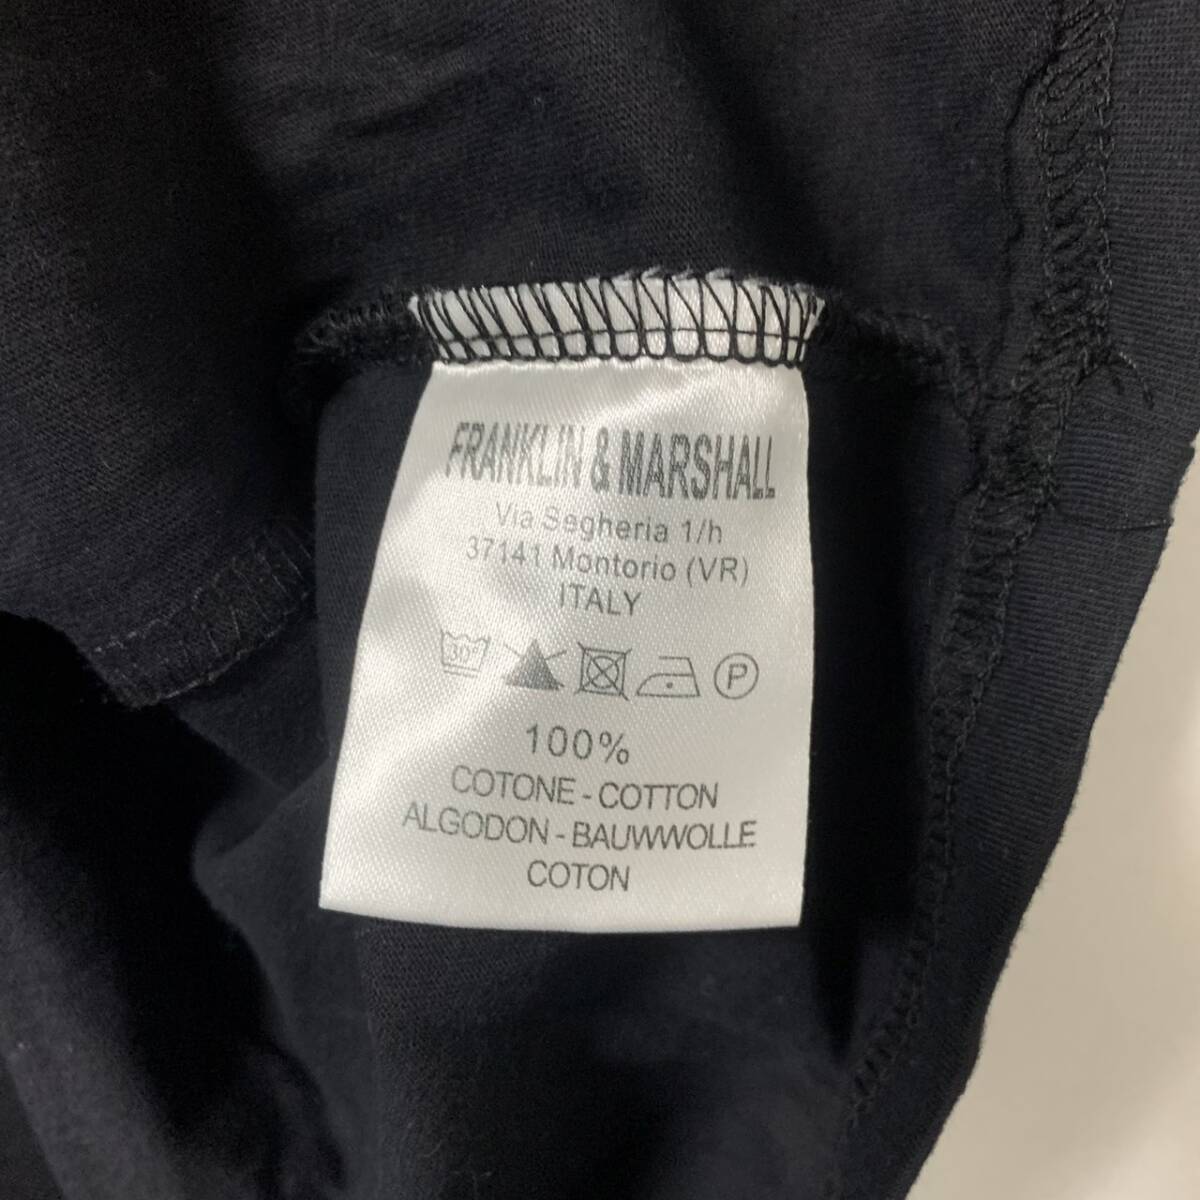 FRANKLIN & MARSHALL
Via Segheria 1/h
37141 Montorio (VR)
ITALY
30°
P
100%
COTONE - COTTON
ALGODON - BAUWWOLLE
COTON